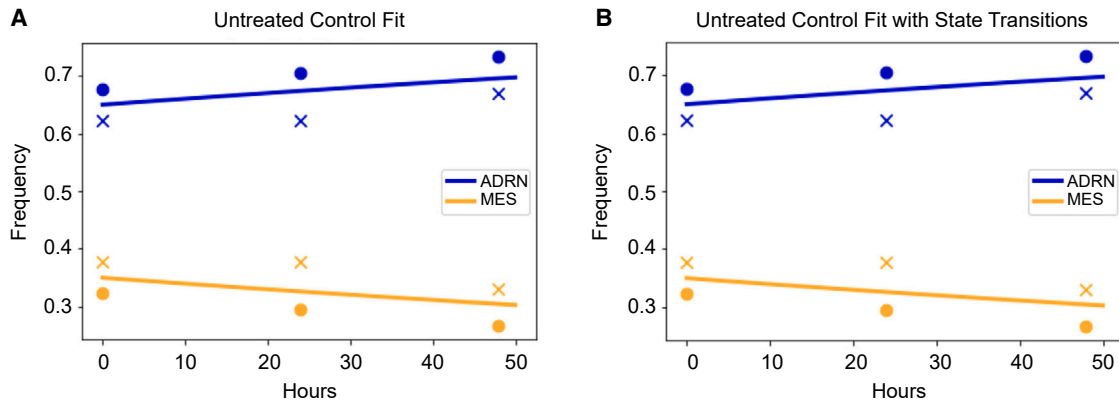 A
Untreated Control Fit
Frequency
0.7
0.6
0.5
0.4
0.3
ADRN
MES
0 10 20 30 40 50
Hours
B
Untreated Control Fit with State Transitions
Frequency
0.7
0.6
0.5
0.4
0.3
ADRN
MES
0 10 20 30 40 50
Hours